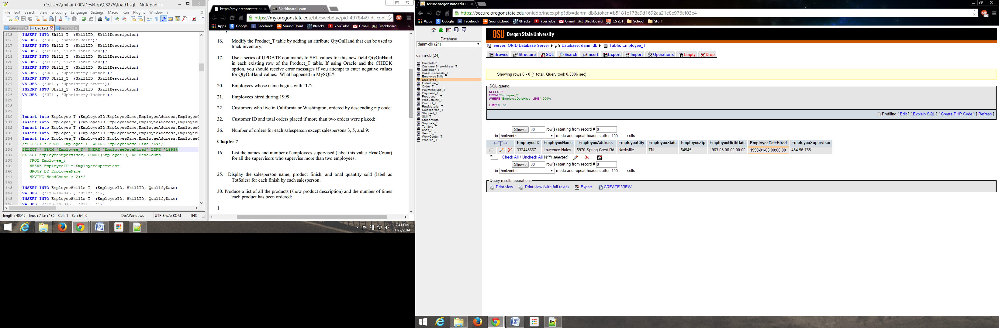 C:\Users\mihai_000\Desktop\CS275\load1.sql - Notepad++
File Edit Search View Encoding Language Settings Macro Run Plugins Window ? X
create.sql load1.sql load2.sql
115 INSERT INTO Skill_T (SkillID, SkillDescription)
116 VALUES ('SB1', 'Sander-Belt');
117 INSERT INTO Skill_T (SkillID, SkillDescription)
118 VALUES ('TS10', '10in Table Saw');
119 INSERT INTO Skill_T (SkillID, SkillDescription)
120 VALUES ('TS12', '12in Table Saw');
121 INSERT INTO Skill_T (SkillID, SkillDescription)
122 VALUES ('UC1', 'Upholstery Cutter');
123 INSERT INTO Skill_T (SkillID, SkillDescription)
124 VALUES ('US1', 'Upholstery Sewer');
125 INSERT INTO Skill_T (SkillID, SkillDescription)
126 VALUES ('UT1', 'Upholstery Tacker');
127
128
129
130 Insert into Employee_T (EmployeeID,EmployeeName,EmployeeAddress,EmployeeC
131 Insert into Employee_T (EmployeeID,EmployeeName,EmployeeAddress,EmployeeC
132 Insert into Employee_T (EmployeeID,EmployeeName,EmployeeAddress,EmployeeC
133 Insert into Employee_T (EmployeeID,EmployeeName,EmployeeAddress,EmployeeC
134 Insert into Employee_T (EmployeeID,EmployeeName,EmployeeAddress,EmployeeC
135 /*SELECT * FROM `Employee_T` WHERE EmployeeName Like 'L%';
136 SELECT * FROM `Employee_T` WHERE `EmployeeDateHired` LIKE '1999%'
137 SELECT EmployeeSupervisor, COUNT(EmployeeID) AS HeadCount
138 FROM Employee_t
139 WHERE EmployeeID = EmployeeSupervisor
140 GROUP BY EmployeeName
141 HAVING HeadCount > 2;*/
142
143 INSERT INTO EmployeeSkills_T (EmployeeID, SkillID, QualifyDate)
144 VALUES ('123-44-345', 'BS12','');
145 INSERT INTO EmployeeSkills_T (EmployeeID, SkillID, QualifyDate)
146 VALUES ('123-44-345', 'RT1', '');
length : 40045 lines : 7 Ln : 136 Col : 1 Sel : 64 | 0 Dos\Windows UTF-8 w/o BOM INS
https://my.oregonstate.edu Blackboard Learn
https://my.oregonstate.edu/bbcswebdav/pid-4978449-dt-cont
Apps Google Facebook SoundCloud 8tracks YouTube Gmail Blackboard »
16. Modify the Product_T table by adding an attribute QtyOnHand that can be used to
track inventory.
17. Use a series of UPDATE commands to SET values for this new field QtyOnHand
in each existing row of the Product_T table. If using Oracle and the CHECK
option, you should receive error messages if you attempt to enter negative values
for QtyOnHand values. What happened in MySQL?
20. Employees whose name begins with “L”:
21. Employees hired during 1999:
22. Customers who live in California or Washington, ordered by descending zip code:
32. Customer ID and total orders placed if more than two orders were placed:
36. Number of orders for each salesperson except salespersons 3, 5, and 9:
Chapter 7
16. List the names and number of employees supervised (label this value HeadCount)
for all the supervisors who supervise more than two employees:
25. Display the salesperson name, product finish, and total quantity sold (label as
TotSales) for each finish by each salesperson.
30. Produce a list of all the products (show product description) and the number of times
each product has been ordered:
1
7:41 PM
11/2/2014
secure.oregonstate.edu /
https://secure.oregonstate.edu/oniddb/index.php?db=danm-db&token=b5181e178a9d1692aa21e8e976af03e4
Apps Google Facebook SoundCloud 8tracks YouTube Gmail Blackboard CS 261 School Stuff
Database
danm-db (24)
danm-db (24)
CourseInfo
CustomerShipAddress_T
Customer_T
DoesBusinessIn_T
EmployeeSkills_T
Employee_T
OrderLine_T
Order_T
PaymentType_T
Payment_T
ProducedIn_T
ProductLine_T
Product_T
RawMaterial_T
Salesperson_T
Shipped_T
Skill_T
StudentInfo
Supplies_T
Territory_T
Uses_T
Vendor_T
WorkCenter_T
WorksIn_T
OSU Oregon State University
Server: ONID Database Server Database: danm-db Table: Employee_T
Browse Structure SQL Search Insert Export Import Operations Empty Drop
Showing rows 0 - 0 (1 total, Query took 0.0006 sec)
SQL query:
SELECT *
FROM `Employee_T`
WHERE `EmployeeDateHired` LIKE '1999%'
LIMIT 0 , 30
Profiling [ Edit ] [ Explain SQL ] [ Create PHP Code ] [ Refresh ]
Show : 30 row(s) starting from record # 0
in horizontal mode and repeat headers after 100 cells
←T→ EmployeeID EmployeeName EmployeeAddress EmployeeCity EmployeeState EmployeeZip EmployeeBirthDate EmployeeDateHired EmployeeSupervisor
332445667 Lawrence Haley 5970 Spring Crest Rd Nashville TN 54545 1963-08-06 00:00:00 1999-01-05 00:00:00 454-56-768
Check All / Uncheck All With selected:
Show : 30 row(s) starting from record # 0
in horizontal mode and repeat headers after 100 cells
Query results operations
Print view Print view (with full texts) Export CREATE VIEW